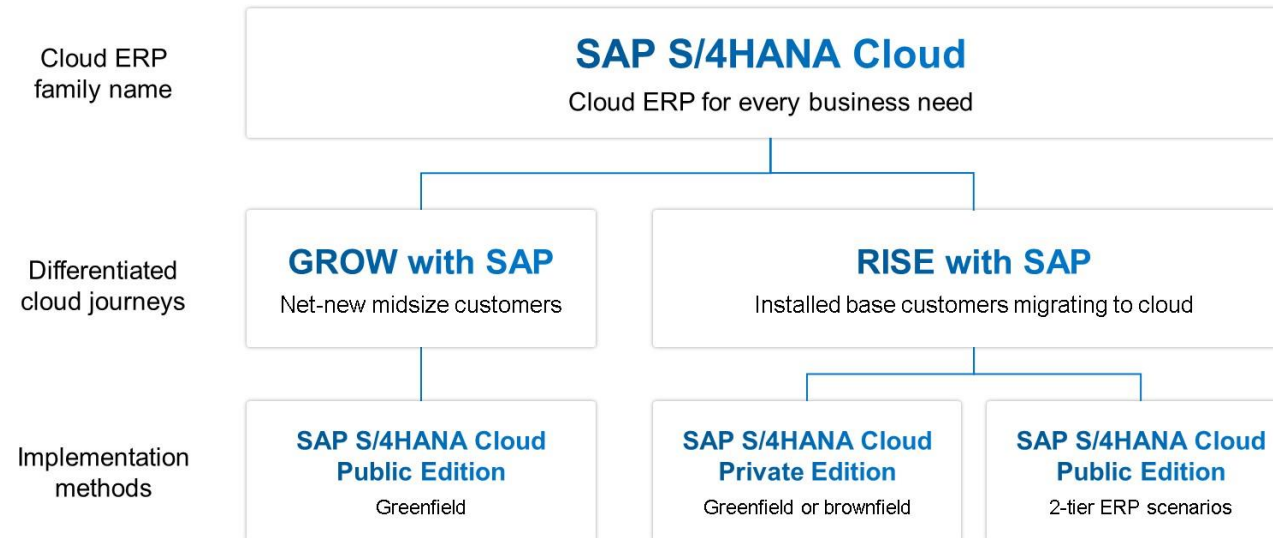 Cloud ERP
family name
SAP S/4HANA Cloud
Cloud ERP for every business need
Differentiated
cloud journeys
GROW with SAP
Net-new midsize customers
RISE with SAP
Installed base customers migrating to cloud
Implementation
methods
SAP S/4HANA Cloud
Public Edition
Greenfield
SAP S/4HANA Cloud
Private Edition
Greenfield or brownfield
SAP S/4HANA Cloud
Public Edition
2-tier ERP scenarios